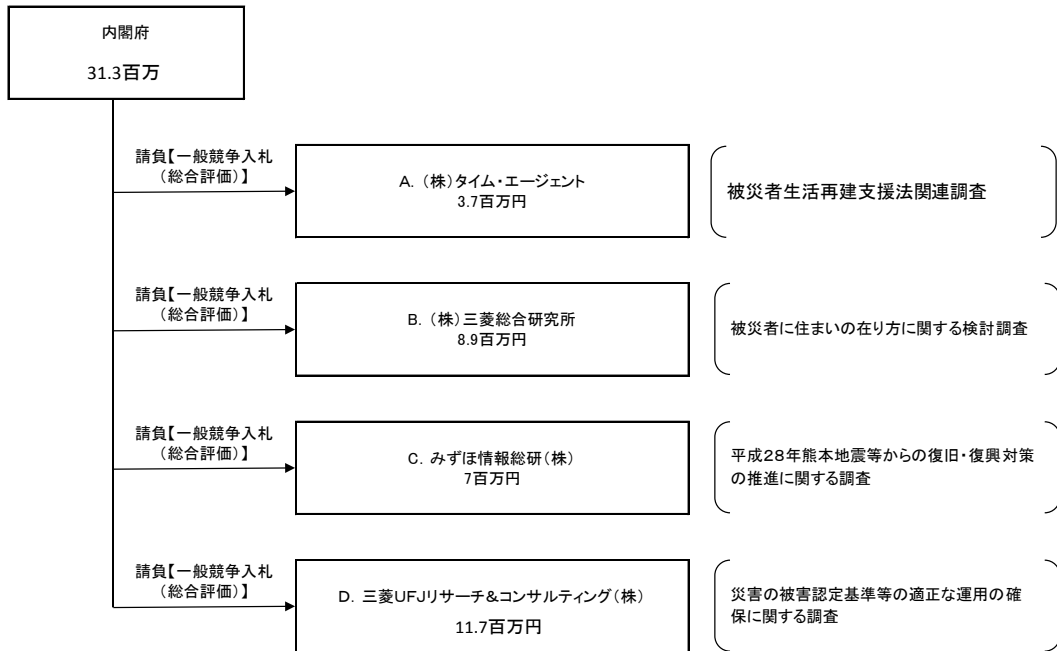 内閣府
31.3百万
請負【一般競争入札
（総合評価）】
A. （株）タイム・エージェント
3.7百万円
被災者生活再建支援法関連調査
請負【一般競争入札
（総合評価）】
B. （株）三菱総合研究所
8.9百万円
被災者に住まいの在り方に関する検討調査
請負【一般競争入札
（総合評価）】
C. みずほ情報総研（株）
7百万円
平成28年熊本地震等からの復旧・復興対策
の推進に関する調査
請負【一般競争入札
（総合評価）】
D. 三菱UFJリサーチ&コンサルティング（株）
11.7百万円
災害の被害認定基準等の適正な運用の確
保に関する調査